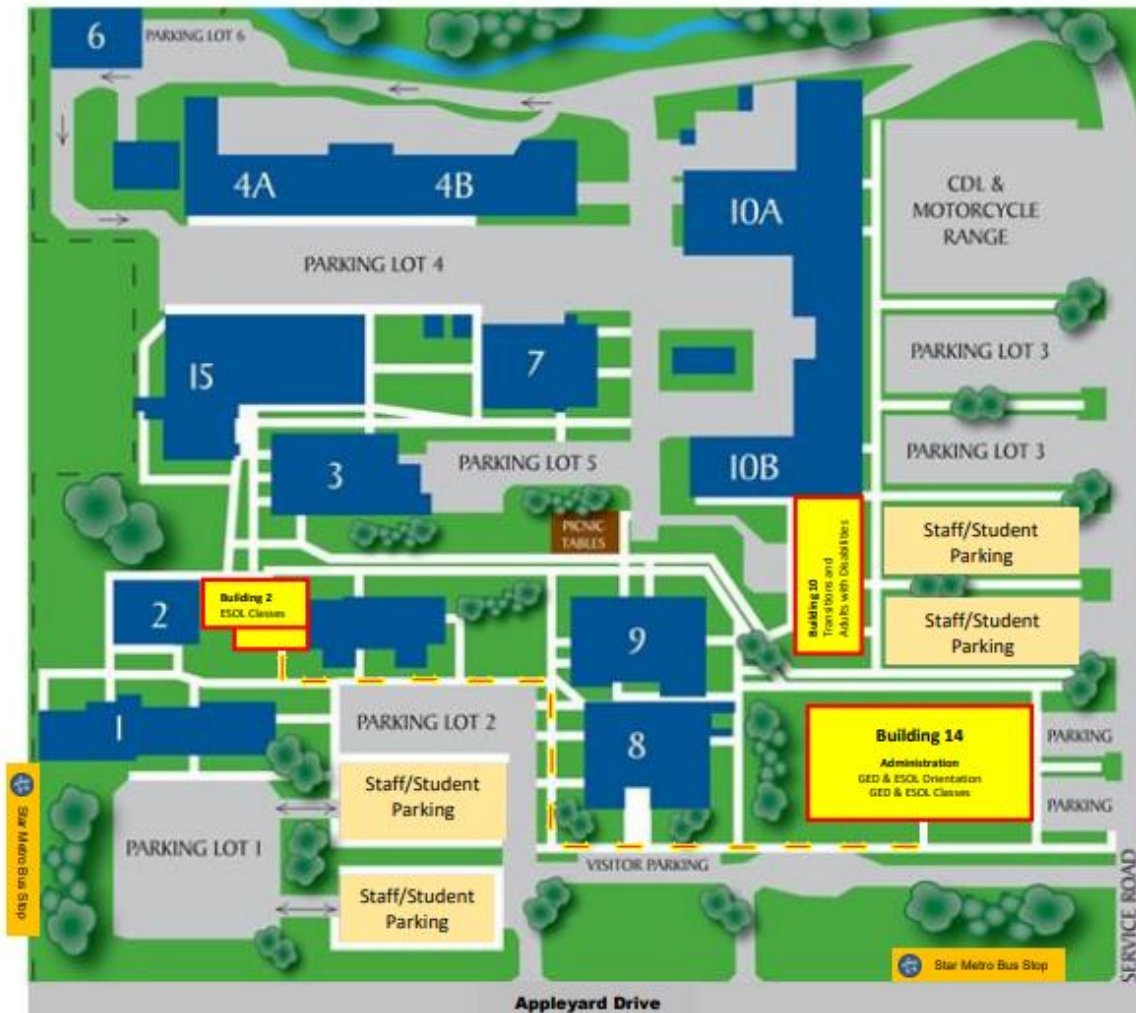 6
PARKING LOT 6
4A
4B
10A
CDL &
MOTORCYCLE
RANGE
PARKING LOT 4
15
7
PARKING LOT 3
3
PARKING LOT 5
10B
PARKING LOT 3
PICNIC
TABLES
Staff/Student
Parking
Building 10
Transitions and
Adults with Disabilities
2
Building 2
ESOL Classes
9
Staff/Student
Parking
1
PARKING LOT 2
8
Building 14
Administration
GED & ESOL Orientation
GED & ESOL Classes
PARKING
PARKING
Star Metro Bus Stop
Staff/Student
Parking
PARKING LOT 1
VISITOR PARKING
Staff/Student
Parking
SERVICE ROAD
Star Metro Bus Stop
Appleyard Drive